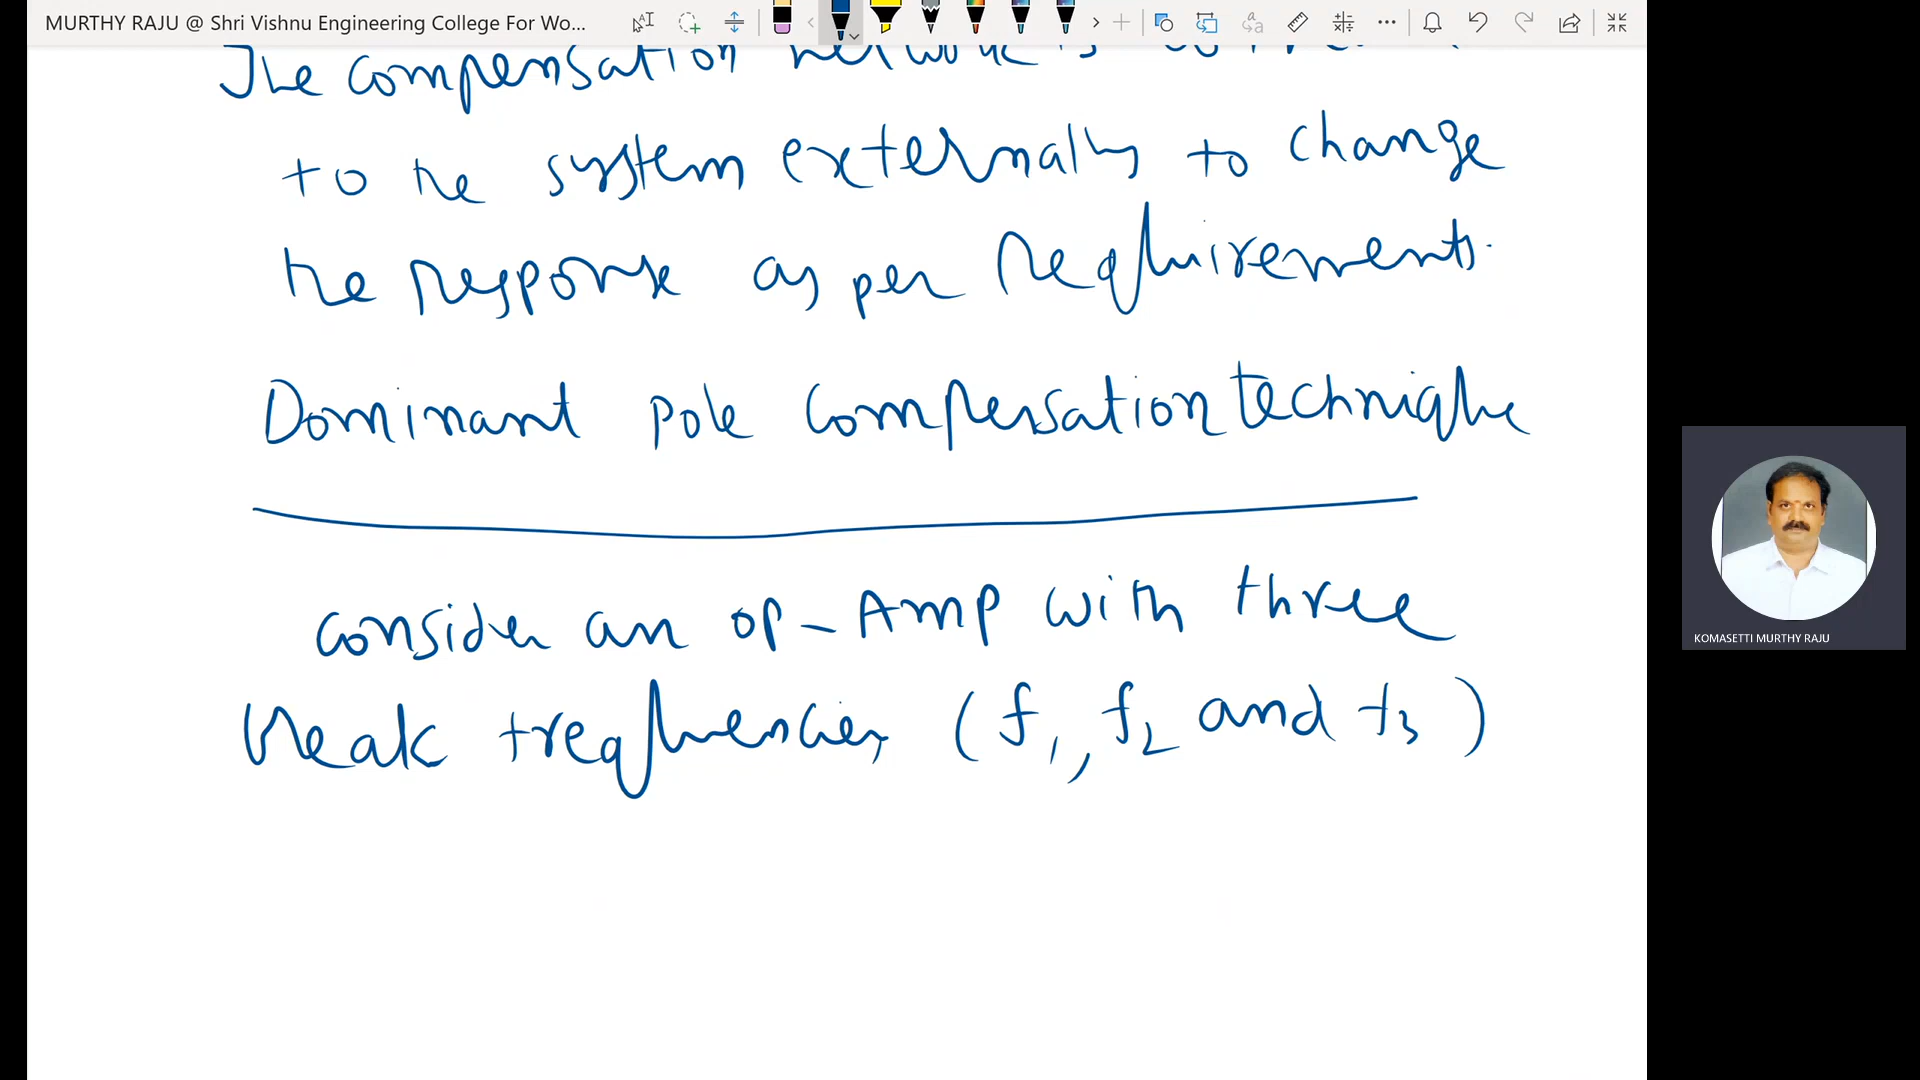 MURTHY RAJU @ Shri Vishnu Engineering College For Wo...
The compensation network is
to the system externally to change
the response as per requirements.
Dominant pole compensation technique
consider an op-Amp with three
break frequencies (f1, f2 and f3)
KOMASETTI MURTHY RAJU